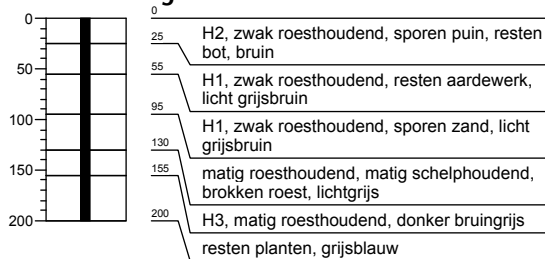 0
50
100
150
200
0
H2, zwak roesthoudend, sporen puin, resten
bot, bruin
25
H1, zwak roesthoudend, resten aardewerk,
licht grijsbruin
55
H1, zwak roesthoudend, sporen zand, licht
grijsbruin
95
matig roesthoudend, matig schelphoudend,
brokken roest, lichtgrijs
130
H3, matig roesthoudend, donker bruingrijs
155
resten planten, grijsblauw
200